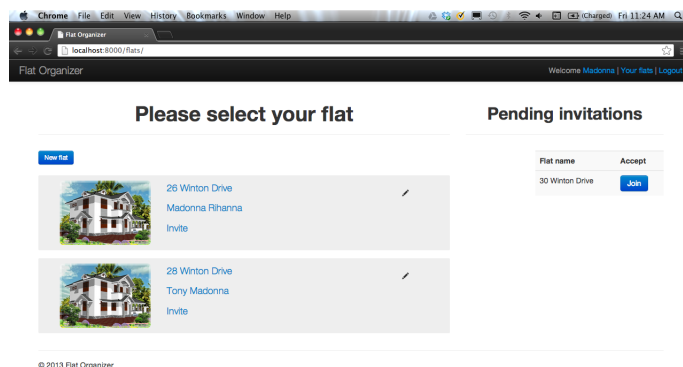 Chrome File Edit View History Bookmarks Window Help (Charged) Fri 11:24 AM
Flat Organizer
localhost:8000/flats/
Flat Organizer Welcome Madonna | Your flats | Logout
Please select your flat
Pending invitations
New flat
Flat name Accept
30 Winton Drive Join
26 Winton Drive
Madonna Rihanna
Invite
28 Winton Drive
Tony Madonna
Invite
© 2013 Flat Organizer